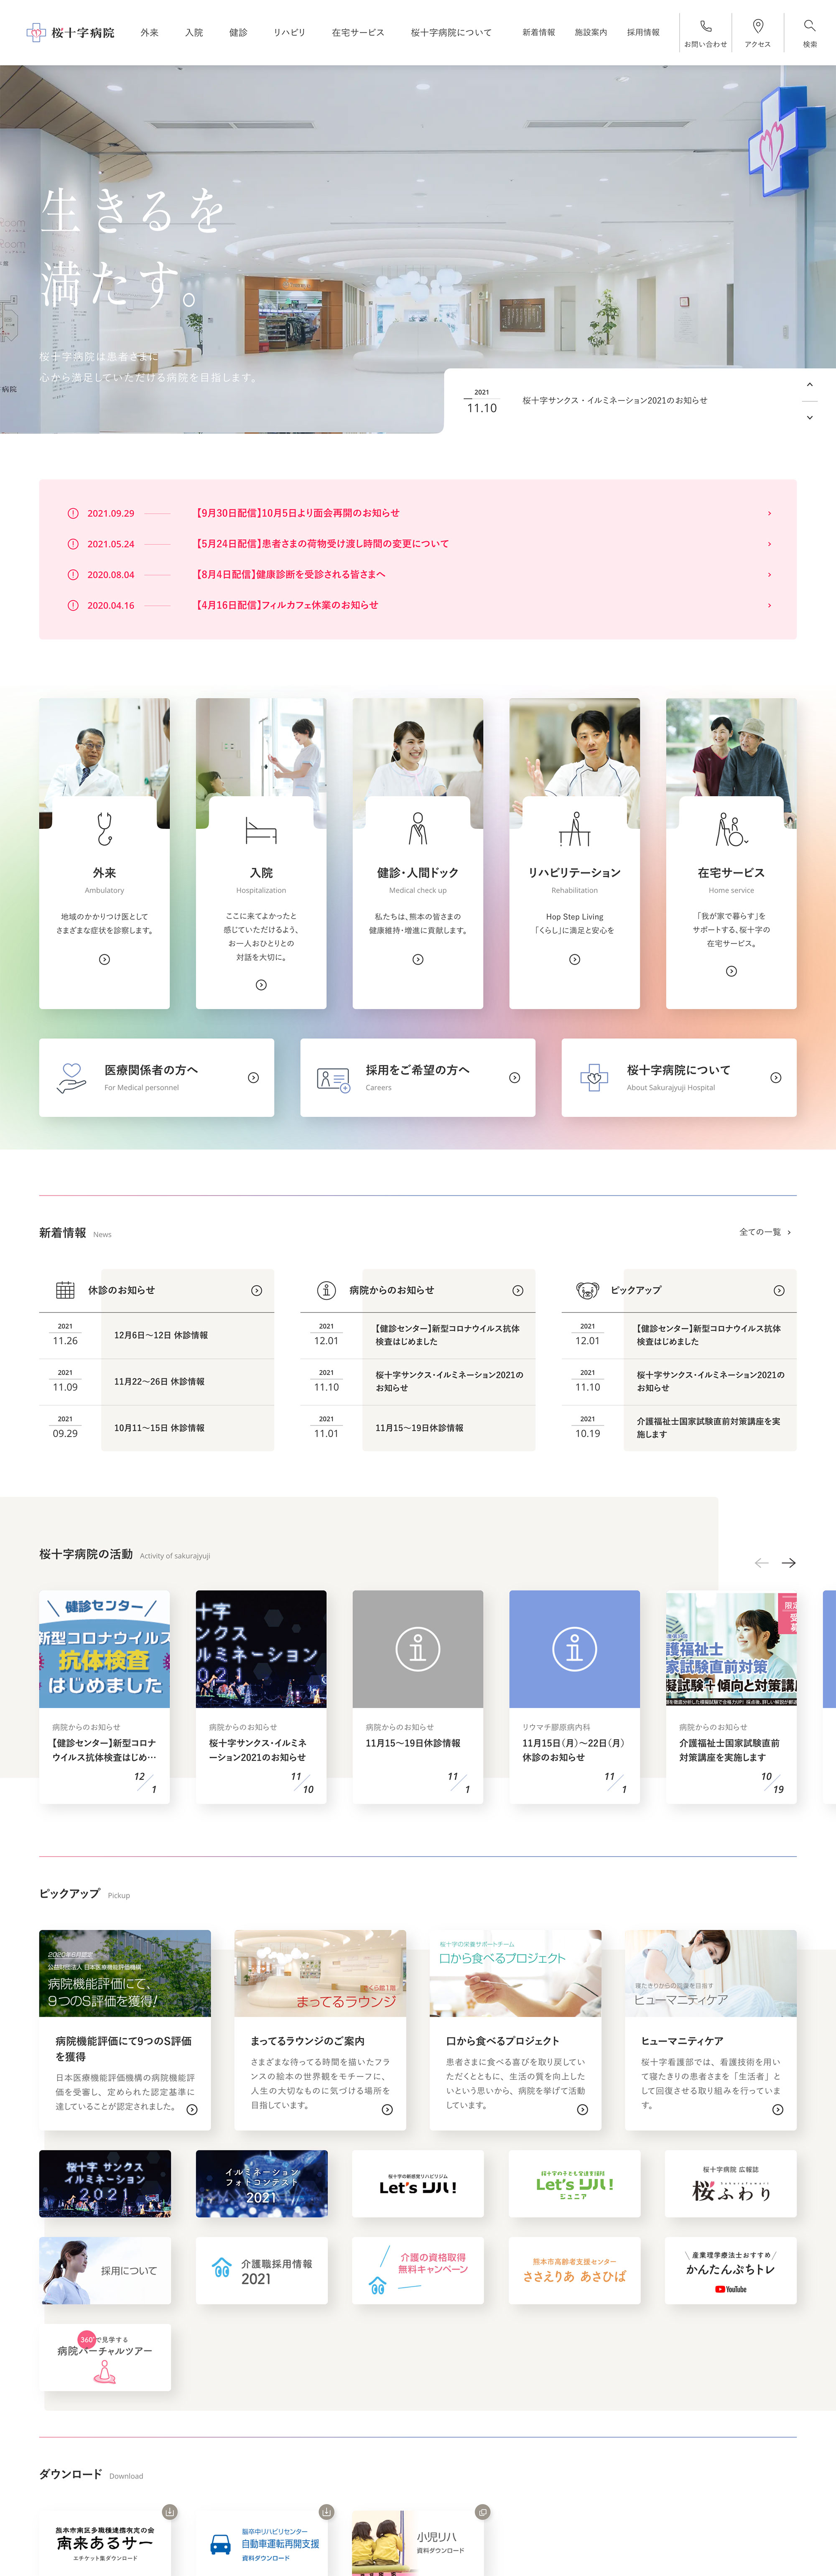 桜十字病院
外来
入院
健診
リハビリ
在宅サービス
桜十字病院について
新着情報
施設案内
採用情報
お問い合わせ
アクセス
検索
生きるを
満たす。
桜十字病院は患者さまに
心から満足していただける病院を目指します。
2021
11.10
桜十字サンクス・イルミネーション2021のお知らせ
2021.09.29
【9月30日配信】10月5日より面会再開のお知らせ
2021.05.24
【5月24日配信】患者さまの荷物受け渡し時間の変更について
2020.08.04
【8月4日配信】健康診断を受診される皆さまへ
2020.04.16
【4月16日配信】フィルカフェ休業のお知らせ
外来
Ambulatory
地域のかかりつけ医として
さまざまな症状を診察します。
入院
Hospitalization
ここに来てよかったと
感じていただけるよう、
お一人おひとりとの
対話を大切に。
健診・人間ドック
Medical check up
私たちは、熊本の皆さまの
健康維持・増進に貢献します。
リハビリテーション
Rehabilitation
Hop Step Living
「くらし」に満足と安心を
在宅サービス
Home service
「我が家で暮らす」を
サポートする、桜十字の
在宅サービス。
医療関係者の方へ
For Medical personnel
採用をご希望の方へ
Careers
桜十字病院について
About Sakurajyuji Hospital
新着情報 News
全ての一覧
休診のお知らせ
2021
11.26
12月6日〜12日 休診情報
2021
11.09
11月22〜26日 休診情報
2021
09.29
10月11〜15日 休診情報
病院からのお知らせ
2021
12.01
【健診センター】新型コロナウイルス抗体
検査はじめました
2021
11.10
桜十字サンクス・イルミネーション2021の
お知らせ
2021
11.01
11月15〜19日休診情報
ピックアップ
2021
12.01
【健診センター】新型コロナウイルス抗体
検査はじめました
2021
11.10
桜十字サンクス・イルミネーション2021の
お知らせ
2021
10.19
介護福祉士国家試験直前対策講座を実
施します
桜十字病院の活動 Activity of sakurajyuji
健診センター
新型コロナウイルス
抗体検査
はじめました
病院からのお知らせ
【健診センター】新型コロナ
ウイルス抗体検査はじめ…
12
1
十字
ンクス
ルミネーション
病院からのお知らせ
桜十字サンクス・イルミネ
ーション2021のお知らせ
11
10
病院からのお知らせ
11月15〜19日休診情報
11
1
リウマチ膠原病内科
11月15日（月）〜22日（月）
休診のお知らせ
11
1
護福祉士
家試験直前対策
擬試験+傾向と対策講
病院からのお知らせ
介護福祉士国家試験直前
対策講座を実施します
10
19
ピックアップ Pickup
2020年6月認定
公益財団法人 日本医療機能評価機構
病院機能評価にて、
9つのS評価を獲得!
病院機能評価にて9つのS評価
を獲得
日本医療機能評価機構の病院機能評
価を受審し、定められた認定基準に
達していることが認定されました。
さくら館1階
まってるラウンジ
まってるラウンジのご案内
さまざまな待ってる時間を描いたフラ
ンスの絵本の世界観をモチーフに、
人生の大切なものに気づける場所を
目指しています。
桜十字の栄養サポートチーム
口から食べるプロジェクト
口から食べるプロジェクト
患者さまに食べる喜びを取り戻してい
ただくとともに、生活の質を向上した
いという思いから、病院を挙げて活動
しています。
寝たきりからの回復を目指す
ヒューマニティケア
ヒューマニティケア
桜十字看護部では、看護技術を用い
て寝たきりの患者さまを「生活者」と
して回復させる取り組みを行っていま
す。
桜十字 サンクス
イルミネーション
2021
イルミネーション
フォトコンテスト
2021
桜十字の新感覚リハビリジム
Let's リハ!
桜十字の子ども発達支援施設
Let's リハ!
ジュニア
桜十字病院 広報誌
桜ふわり
採用について
介護職採用情報
2021
介護の資格取得
無料キャンペーン
熊本市高齢者支援センター
ささえりあ あさひば
産業理学療法士おすすめ
かんたんぷちトレ
YouTube
360°で見学する
病院バーチャルツアー
ダウンロード Download
熊本市南区多職種連携有志の会
南来あるサー
エチケット集ダウンロード
脳卒中リハビリセンター
自動車運転再開支援
資料ダウンロード
小児リハ
資料ダウンロード